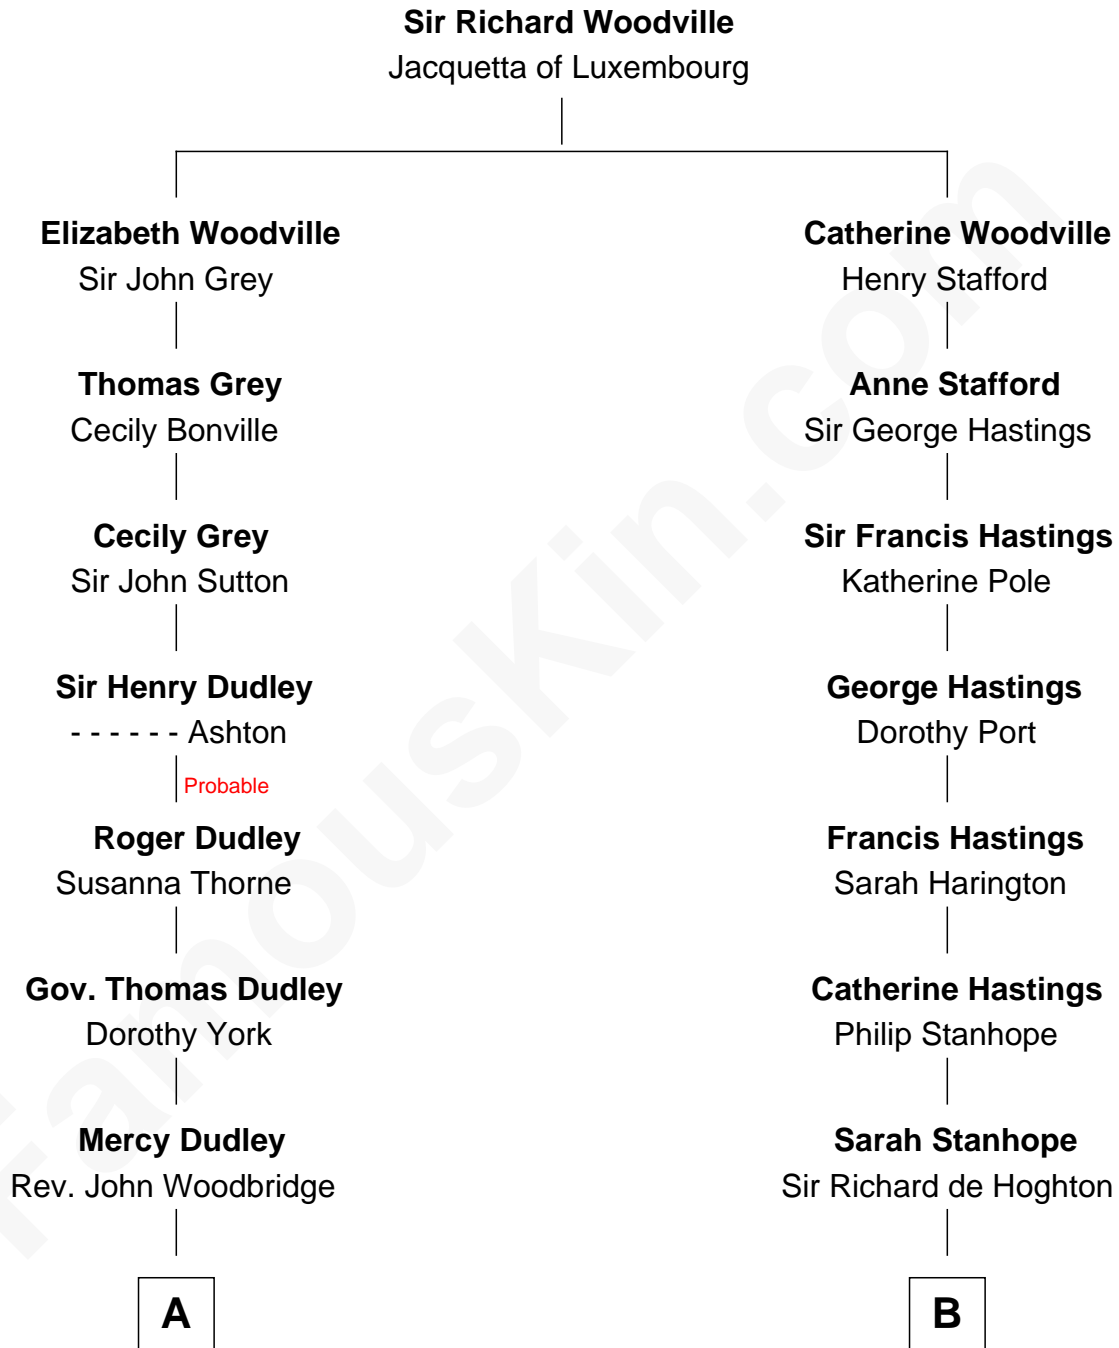 Sir Richard Woodville
Jacquetta of Luxembourg
Elizabeth Woodville
Sir John Grey
Catherine Woodville
Henry Stafford
Thomas Grey
Cecily Bonville
Anne Stafford
Sir George Hastings
Cecily Grey
Sir John Sutton
Sir Francis Hastings
Katherine Pole
Sir Henry Dudley
- - - - - - Ashton
George Hastings
Dorothy Port
Probable
Roger Dudley
Susanna Thorne
Francis Hastings
Sarah Harington
Gov. Thomas Dudley
Dorothy York
Catherine Hastings
Philip Stanhope
Mercy Dudley
Rev. John Woodbridge
Sarah Stanhope
Sir Richard de Hoghton
A
B
FamousKin.com